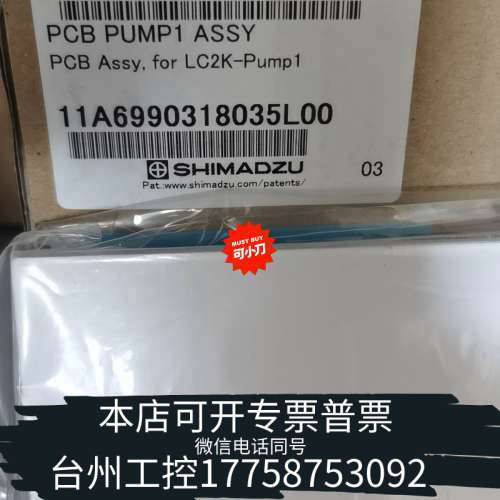 PCB PUMP1 ASSY
PCB Assy, for LC2K-Pump1
11A6990318035L00
SHIMADZU
03
Pat.:www.shimadzu.com/patents/
MUST BUY
可小刀
本店可开专票普票
微信电话同号
台州工控17758753092